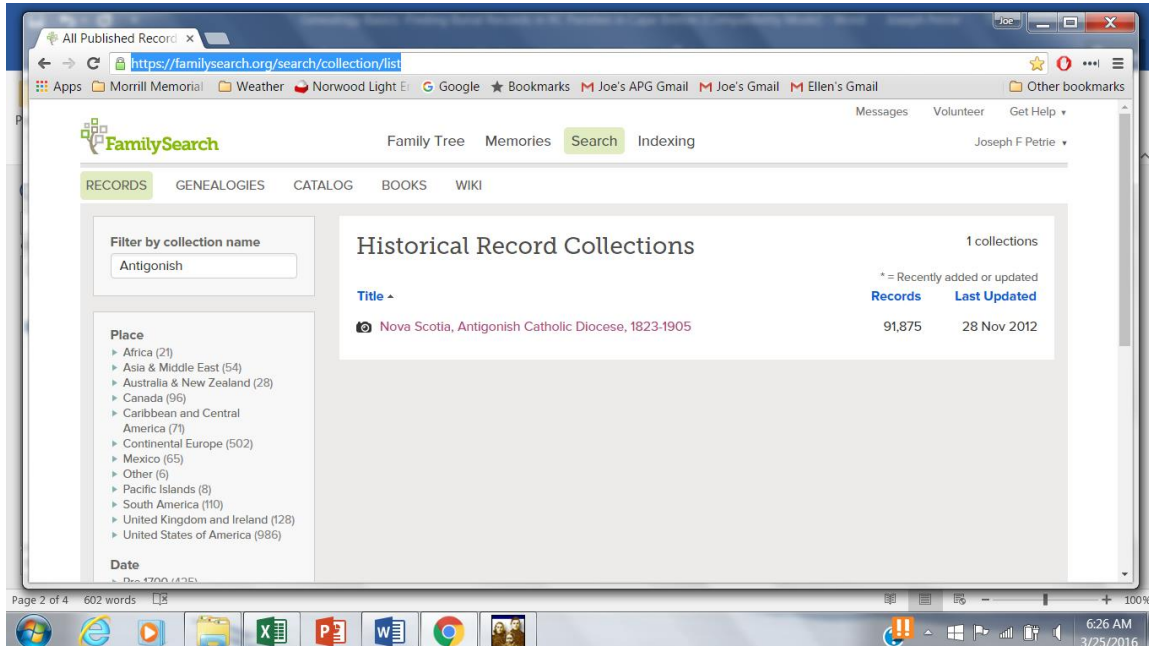 Joe
All Published Record
https://familysearch.org/search/collection/list
Apps Morrill Memorial Weather Norwood Light El G Google Bookmarks Joe's APG Gmail Joe's Gmail Ellen's Gmail Other bookmarks
Messages Volunteer Get Help
FamilySearch Family Tree Memories Search Indexing Joseph F Petrie
RECORDS GENEALOGIES CATALOG BOOKS WIKI
Filter by collection name
Antigonish
Historical Record Collections 1 collections
* = Recently added or updated
Title Records Last Updated
Nova Scotia, Antigonish Catholic Diocese, 1823-1905 91,875 28 Nov 2012
Place
Africa (21)
Asia & Middle East (54)
Australia & New Zealand (28)
Canada (96)
Caribbean and Central
America (71)
Continental Europe (502)
Mexico (65)
Other (6)
Pacific Islands (8)
South America (110)
United Kingdom and Ireland (128)
United States of America (986)
Date
Pre 1700 (425)
Page 2 of 4 602 words 100%
6:26 AM
3/25/2016